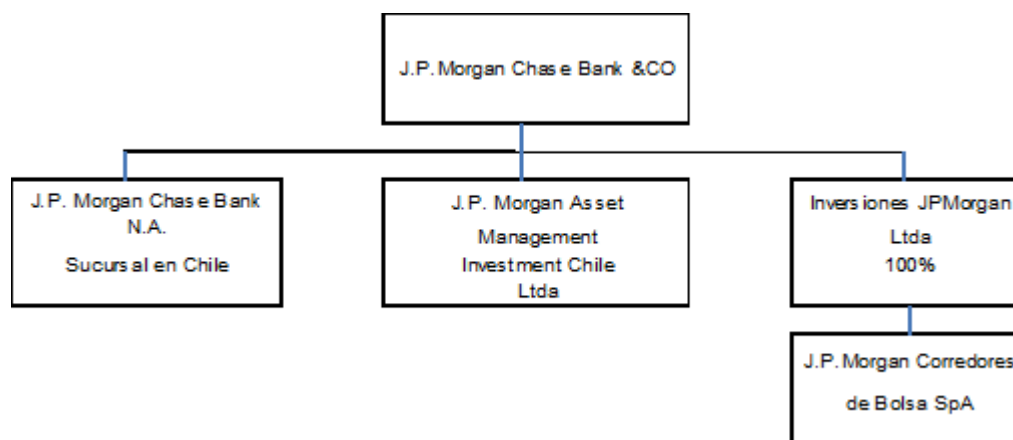 J.P. Morgan Chase Bank &CO
J.P. Morgan Chase Bank
N.A.
Sucursal en Chile
J.P. Morgan Asset
Management
Investment Chile
Ltda
Inversiones JPMorgan
Ltda
100%
J.P. Morgan Corredores
de Bolsa SpA